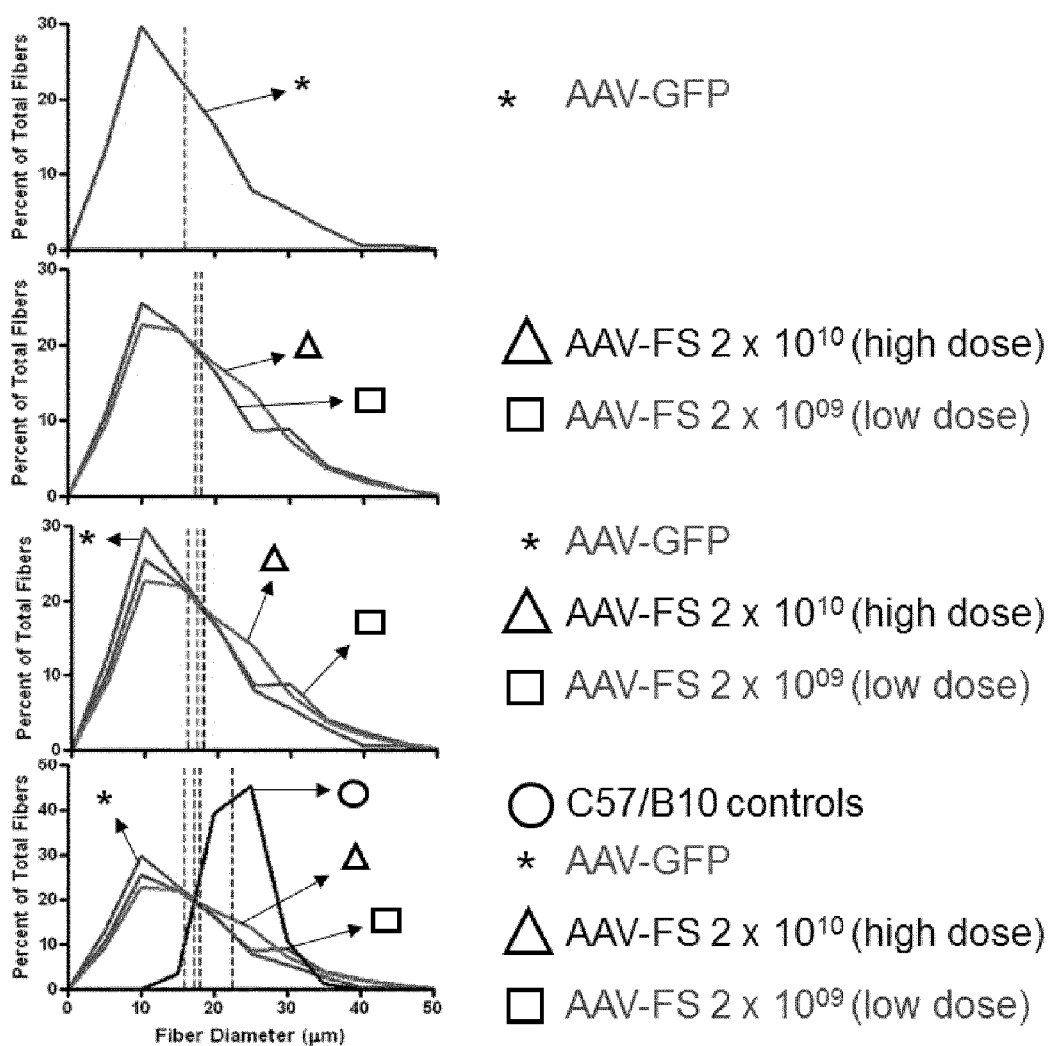 Percent of Total Fibers
30
20
10
0
*
* AAV-GFP
Percent of Total Fibers
30
20
10
0
AAV-FS 2 x 10¹⁰ (high dose)
AAV-FS 2 x 10⁰⁹ (low dose)
Percent of Total Fibers
30
20
10
0
*
* AAV-GFP
AAV-FS 2 x 10¹⁰ (high dose)
AAV-FS 2 x 10⁰⁹ (low dose)
Percent of Total Fibers
50
40
30
20
10
0
*
0 10 20 30 40 50
Fiber Diameter (µm)
C57/B10 controls
* AAV-GFP
AAV-FS 2 x 10¹⁰ (high dose)
AAV-FS 2 x 10⁰⁹ (low dose)